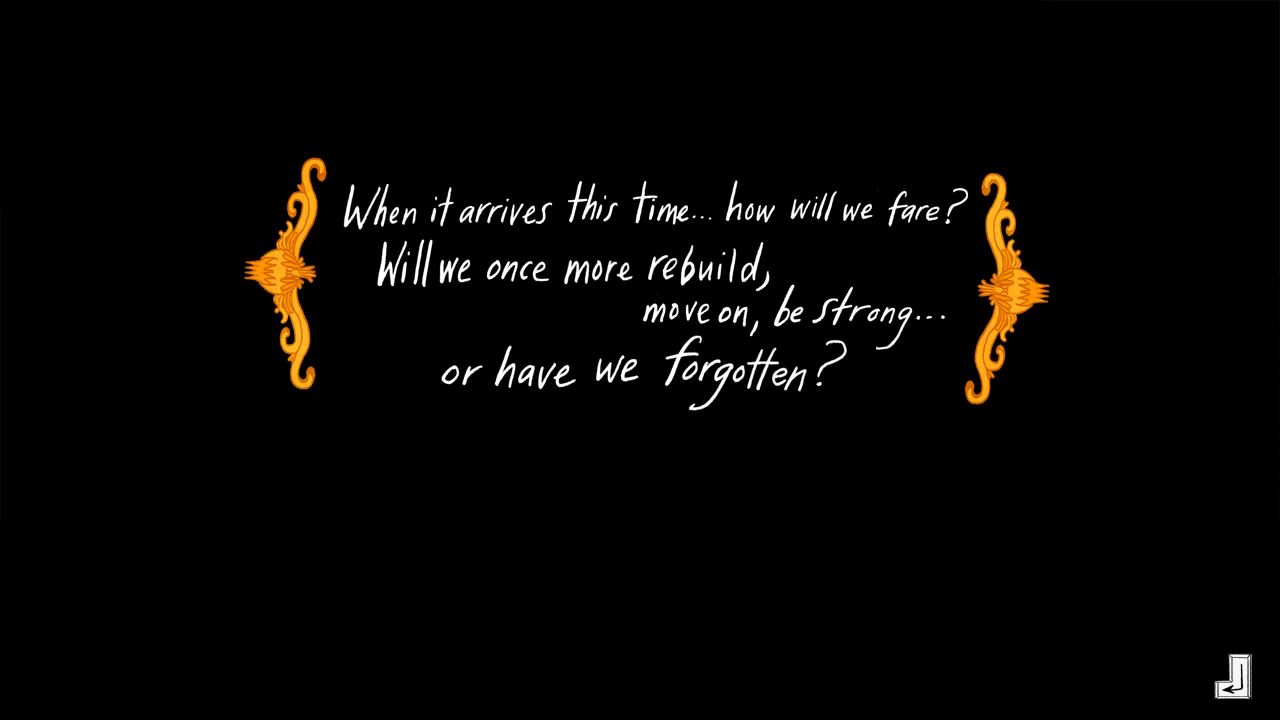 When it arrives this time... how will we fare?
Will we once more rebuild,
move on, be strong...
or have we forgotten?